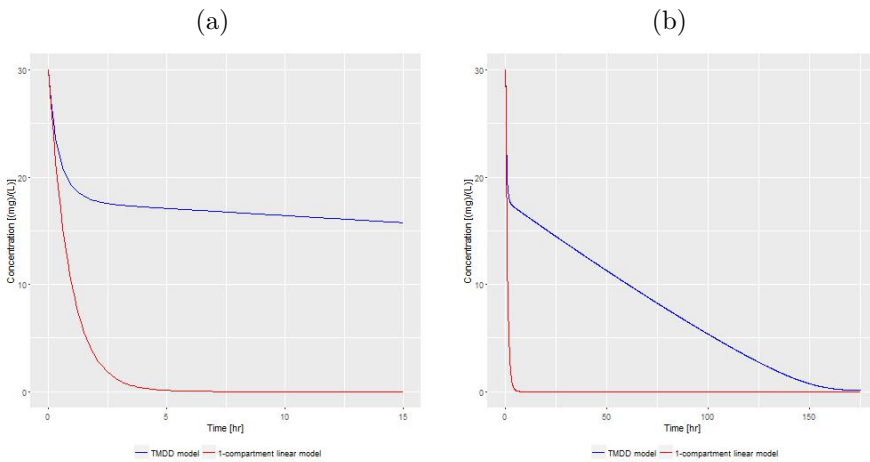 (a)
Concentration [(mg)/(L)]
30
20
10
0
0
5
10
15
Time [hr]
TMDD model
1-compartment linear model
(b)
Concentration [(mg)/(L)]
30
20
10
0
0
50
100
150
Time [hr]
TMDD model
1-compartment linear model